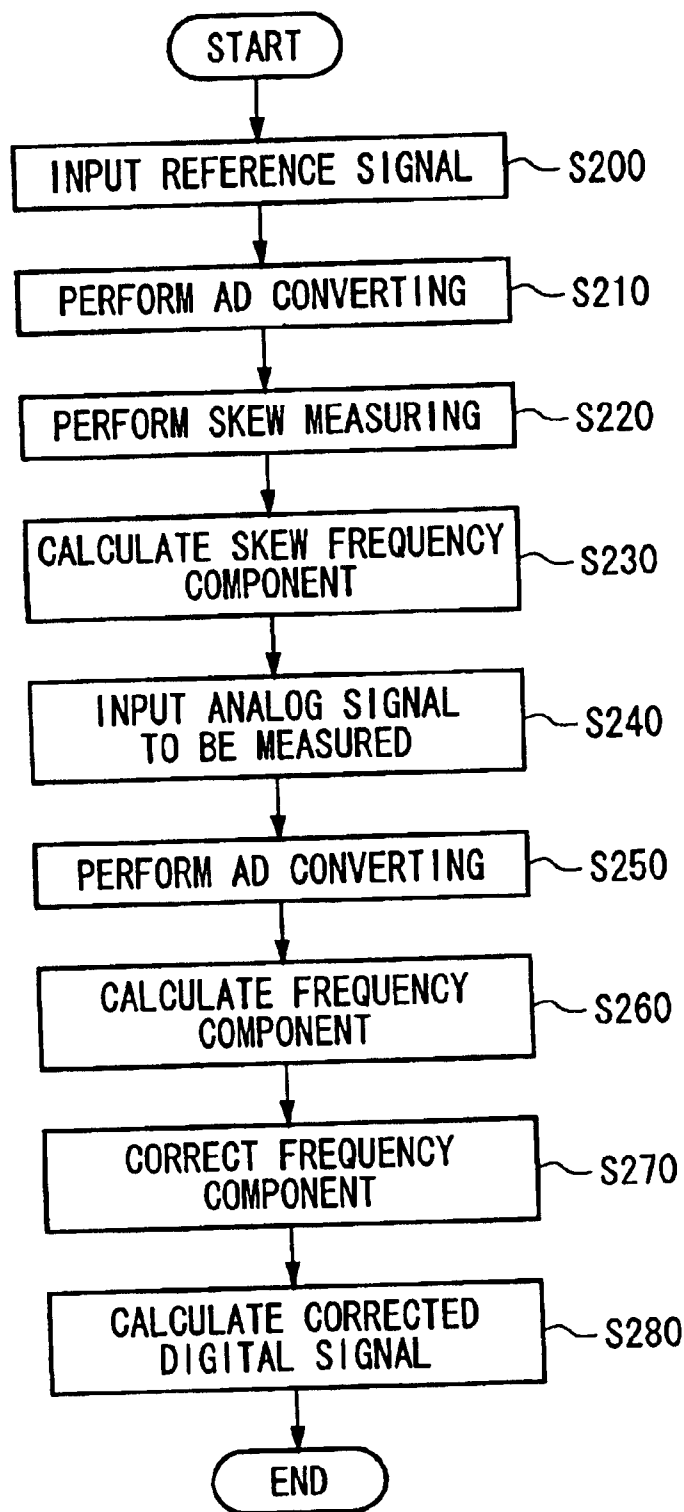 START
INPUT REFERENCE SIGNAL
S200
PERFORM AD CONVERTING
S210
PERFORM SKEW MEASURING
S220
CALCULATE SKEW FREQUENCY
COMPONENT
S230
INPUT ANALOG SIGNAL
TO BE MEASURED
S240
PERFORM AD CONVERTING
S250
CALCULATE FREQUENCY
COMPONENT
S260
CORRECT FREQUENCY
COMPONENT
S270
CALCULATE CORRECTED
DIGITAL SIGNAL
S280
END